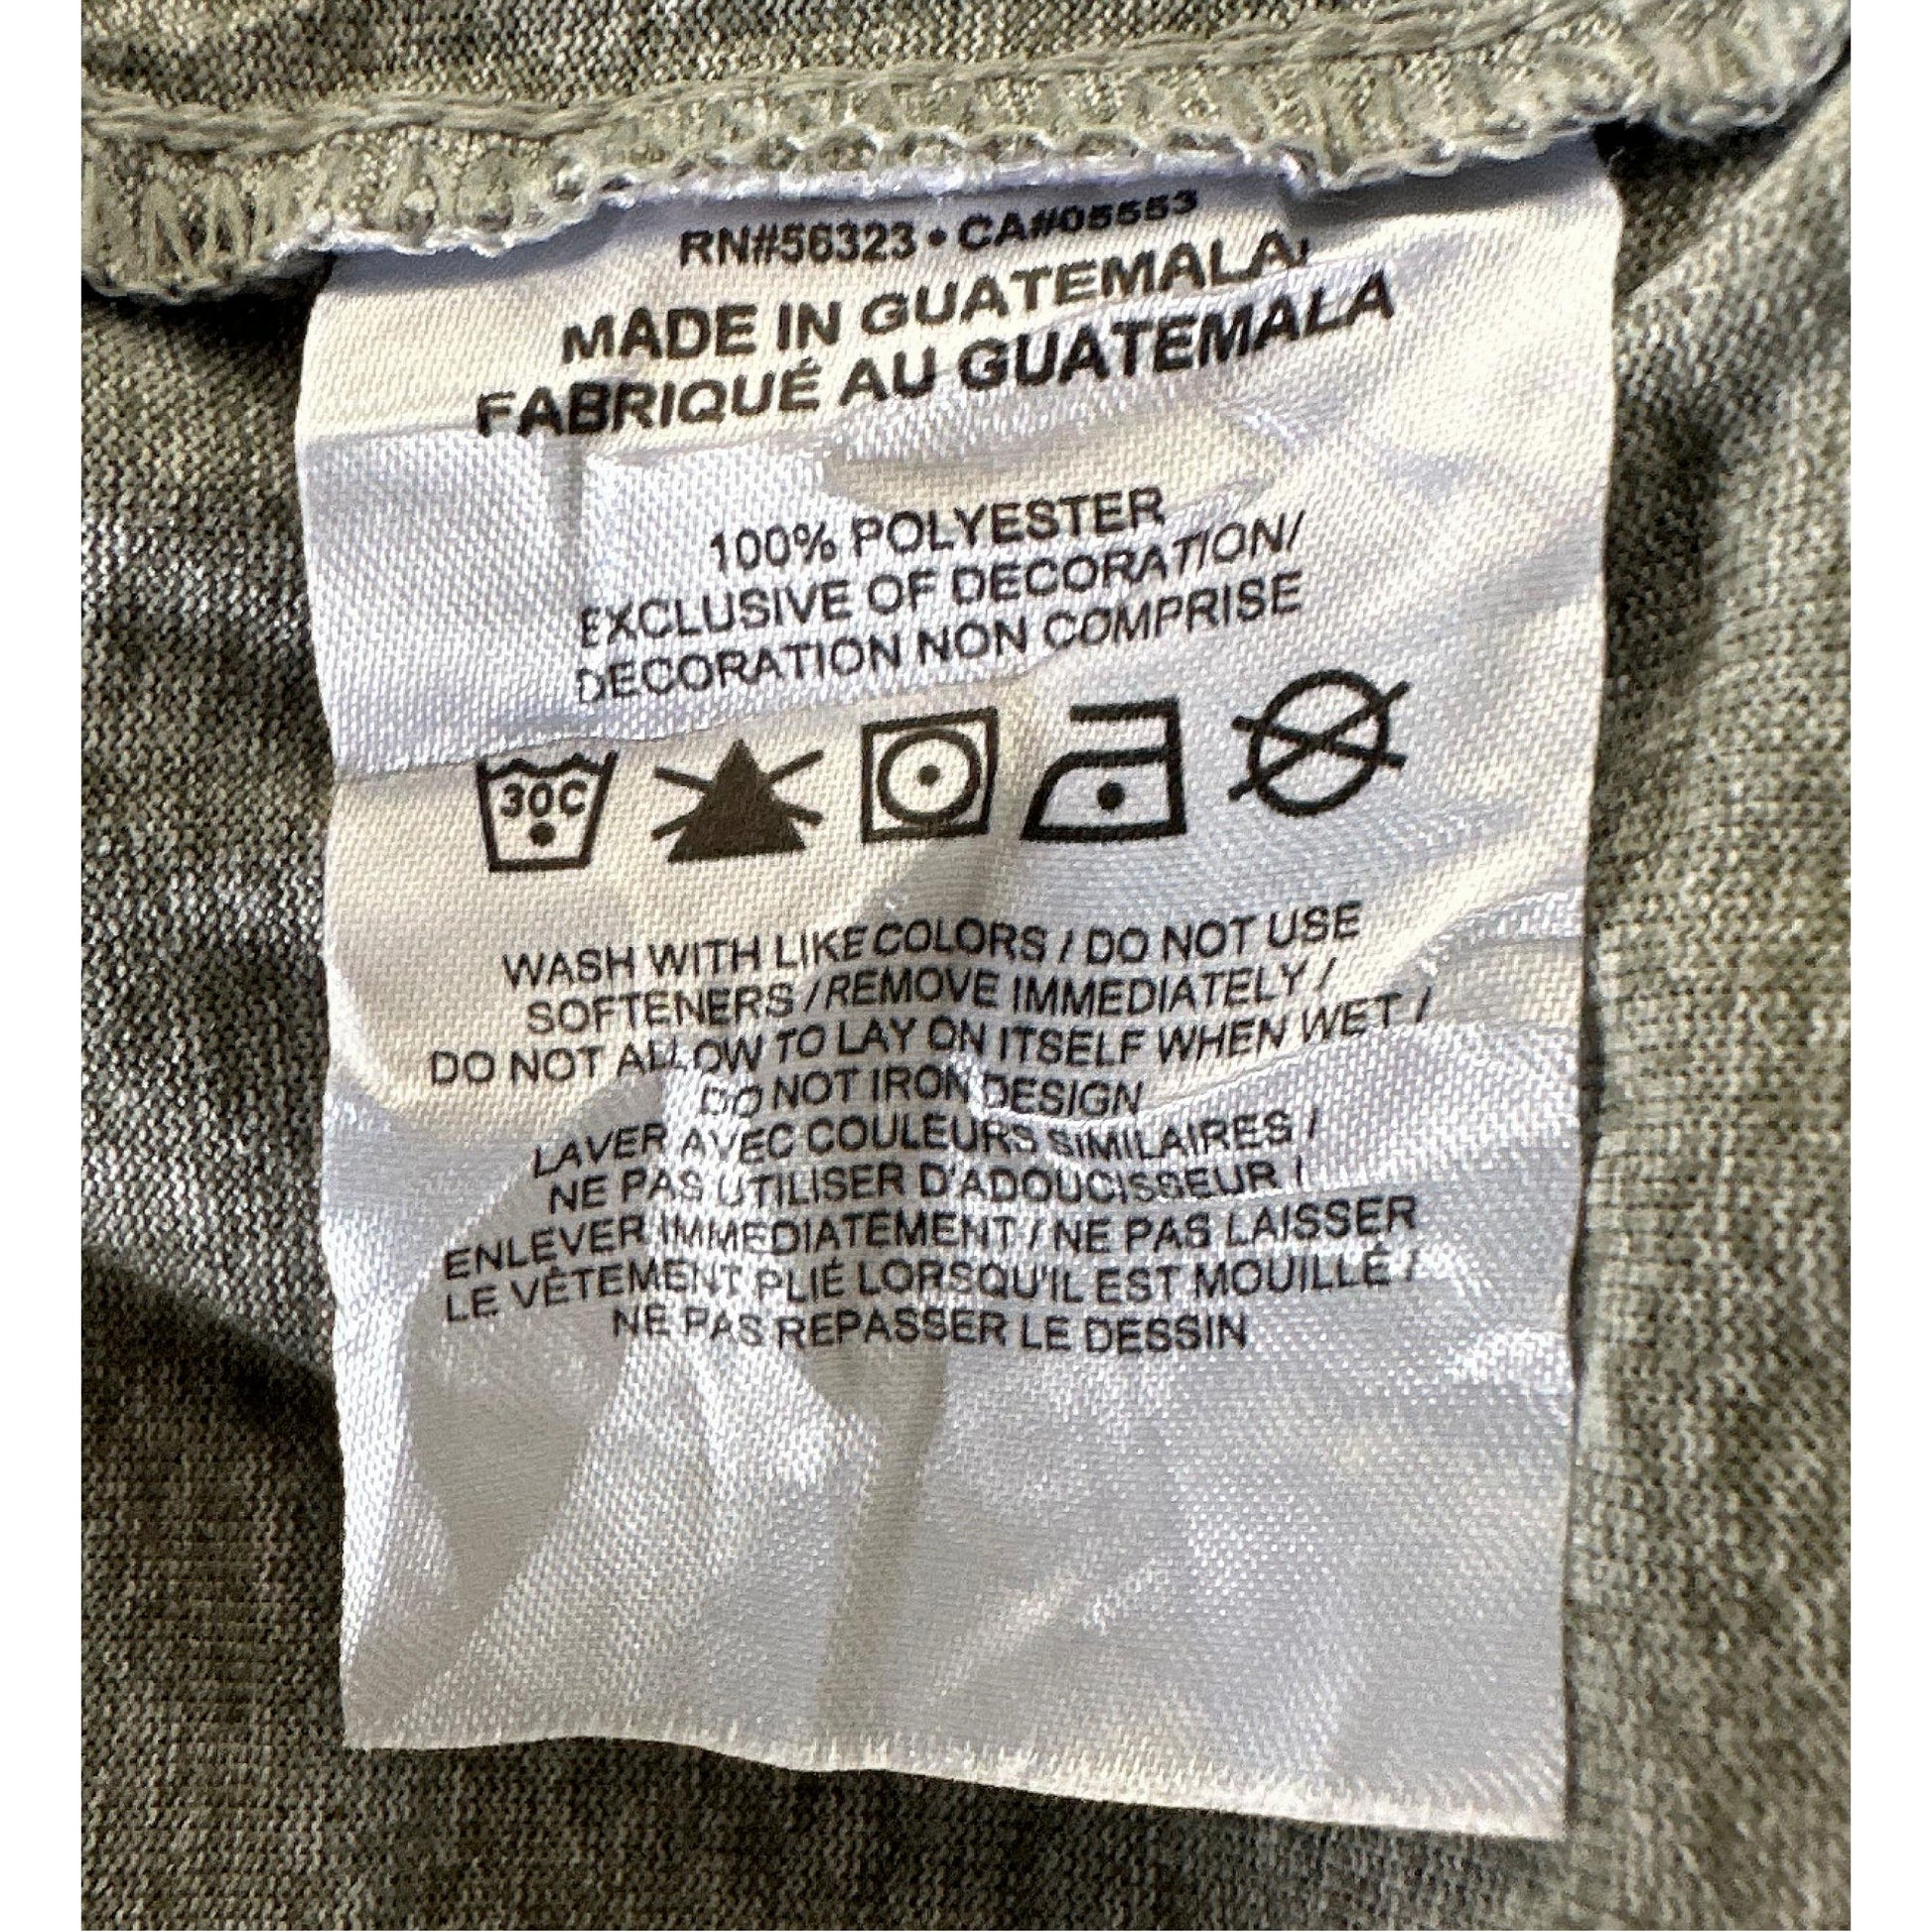 RN#56323 • CA#05553
MADE IN GUATEMALA,
FABRIQUÉ AU GUATEMALA
100% POLYESTER
EXCLUSIVE OF DECORATION/
DECORATION NON COMPRISE
30C
WASH WITH LIKE COLORS / DO NOT USE
SOFTENERS / REMOVE IMMEDIATELY /
DO NOT ALLOW TO LAY ON ITSELF WHEN WET /
DO NOT IRON DESIGN
LAVER AVEC COULEURS SIMILAIRES /
NE PAS UTILISER D'ADOUCISSEUR /
ENLEVER IMMEDIATEMENT / NE PAS LAISSER
LE VÊTEMENT PLIÉ LORSQU'IL EST MOUILLÉ /
NE PAS REPASSER LE DESSIN